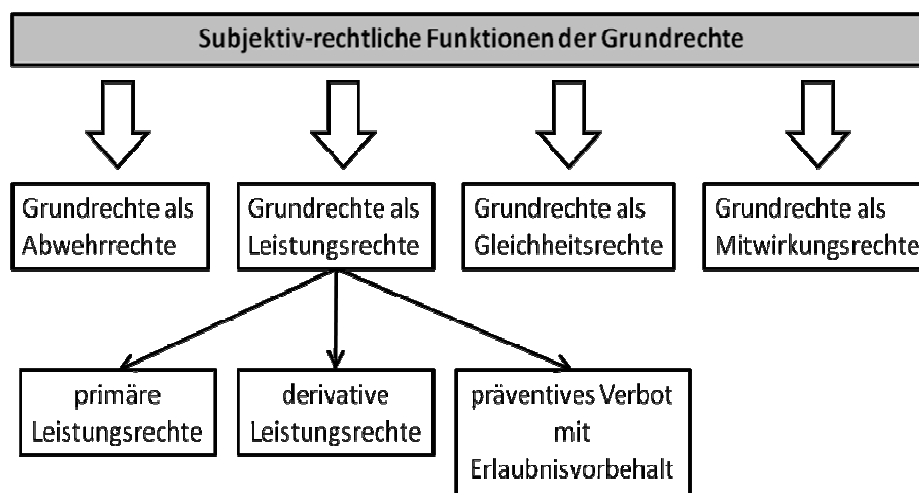 Subjektiv-rechtliche Funktionen der Grundrechte
Grundrechte als
Abwehrrechte
Grundrechte als
Leistungsrechte
Grundrechte als
Gleichheitsrechte
Grundrechte als
Mitwirkungsrechte
primäre
Leistungsrechte
derivative
Leistungsrechte
präventives Verbot
mit
Erlaubnisvorbehalt